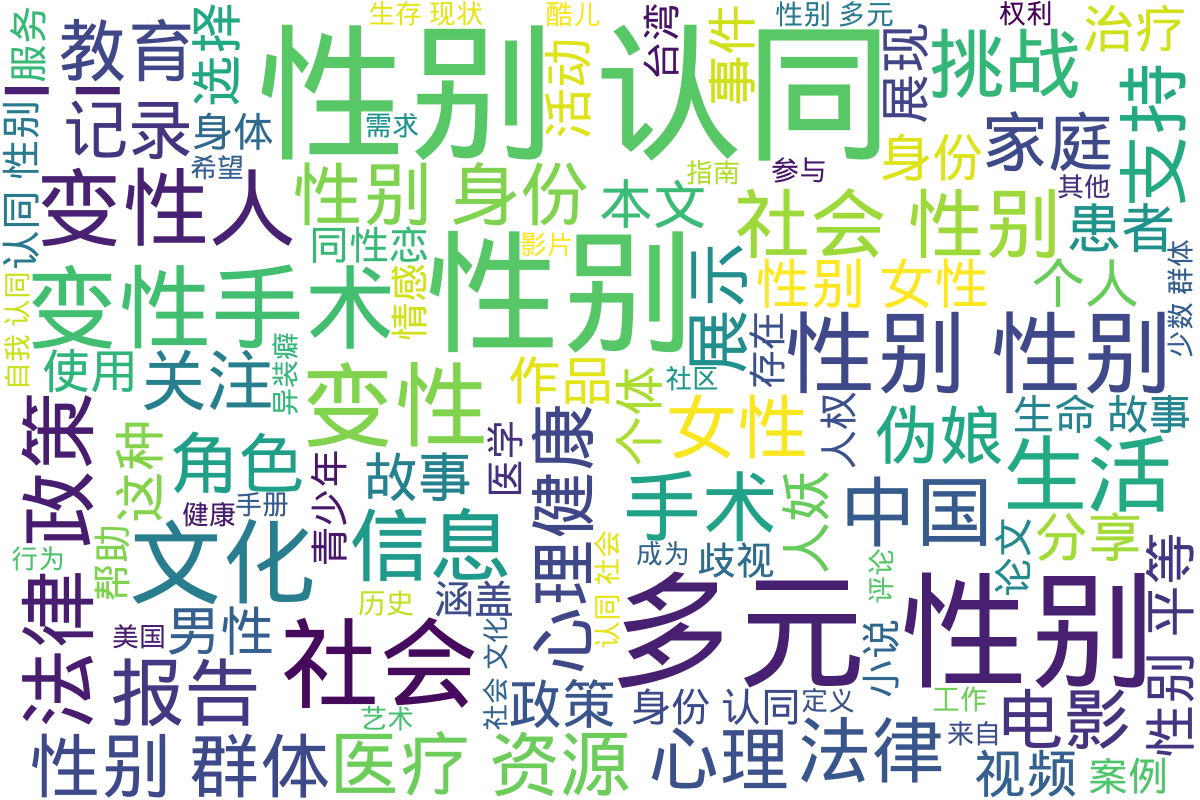 生存 现状
酷儿
台湾
性别 多元
权利
服务
教育
选择
性别 认同
活动
事件
展现
挑战
治疗
记录
身体
需求
支持
认同 性别
希望
变性人
性别 身份
本文
指南
参与
身份
家庭
其他
社会 性别
患者
同性恋
影片
变性手术
性别
情感
展示
性别 女性
个人
少数 群体
自我 认同
使用
关注
异装癖
变性
作品
社区
存在
性别 性别
个体
女性
人权
伪娘
生命 故事
政策
这种
角色
故事
医学
心理健康
手术
人妖
中国
生活
健康
手册
青少年
信息
文化
行为
帮助
成为
歧视
评论
论文
分享
平等
法律
历史
涵盖
认同 社会
多元 性别
美国
男性
社会
社会 文化
小说
报告
艺术
政策
身份 认同
定义
工作
电影
性别
性别 群体
医疗
资源
心理
法律
来自
视频
案例